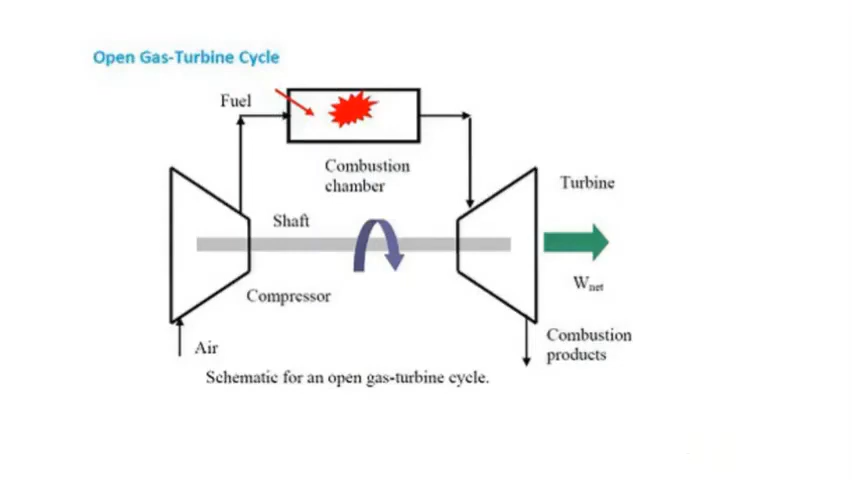 Open Gas-Turbine Cycle
Fuel
Combustion
chamber
Turbine
Shaft
W_net
Compressor
Combustion
products
Air
Schematic for an open gas-turbine cycle.